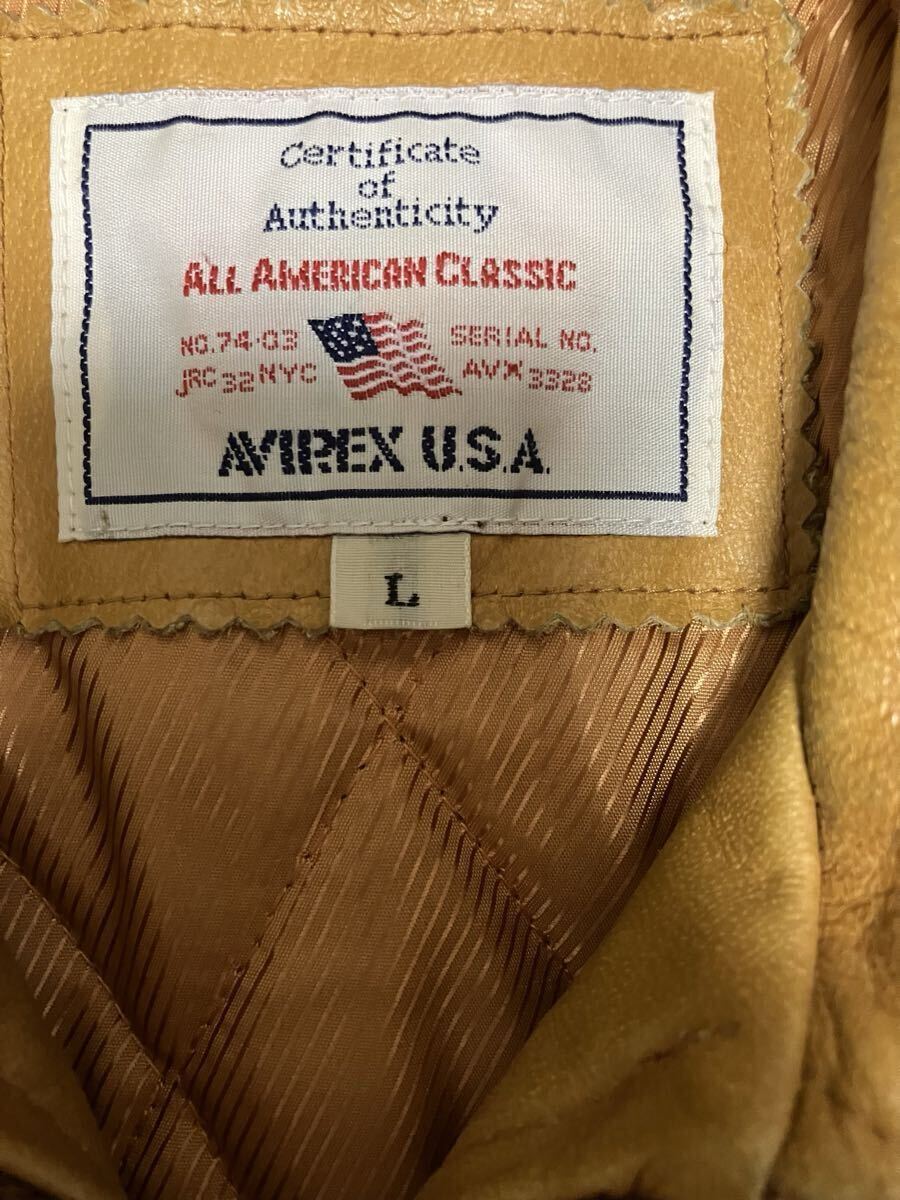 Certificate
of
Authenticity
ALL AMERICAN CLASSIC
NO.74-03 SERIAL NO.
JRC 32 NYC AVX 3328
AVIREX U.S.A.
L